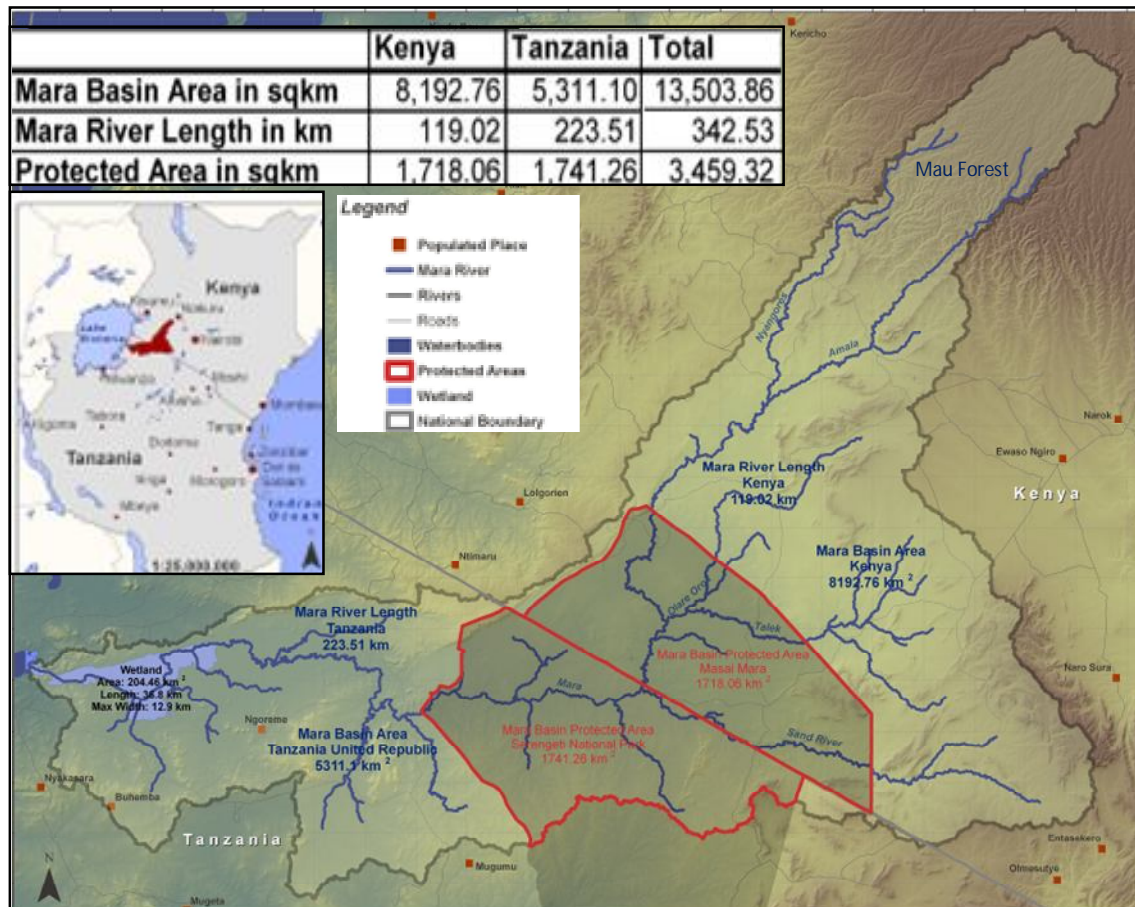 Kericho
Kenya Tanzania Total
Mara Basin Area in sqkm 8,192.76 5,311.10 13,503.86
Mara River Length in km 119.02 223.51 342.53
Protected Area in sqkm 1,718.06 1,741.26 3,459.32
Mau Forest
Legend
Populated Place
Mara River
Rivers
Roads
Waterbodies
Protected Areas
Wetland
National Boundary
Kenya
Kisumu
Nakuru
Lake
Victoria
Nairobi
Mwanza
Moshi
Arusha
Mombasa
Tabora
Kigoma
Tanga
Dodoma
Zanzibar
Tanzania
Dar es
Salaam
Iringa
Morogoro
Mbeya
Indian
Ocean
1:25,000,000
Nyangores
Amala
Narok
Ewaso Ngiro
Kenya
Mara River Length
Kenya
119.02 km
Lolgorien
Mara Basin Area
Kenya
8192.76 km ²
Ntimaru
Olare Oro
Talek
Mara River Length
Tanzania
223.51 km
Mara Basin Protected Area
Masai Mara
1718.06 km ²
Naro Sura
Wetland
Area: 204.46 km ²
Length: 36.8 km
Max Width: 12.9 km
Mara
Ngoreme
Mara Basin Area
Tanzania United Republic
5311.1 km ²
Mara Basin Protected Area
Serengeti National Park
1741.26 km ²
Sand River
Nyakasara
Buhemba
Tanzania
Entasekero
Mugumu
Olmesutye
N
Mugeta